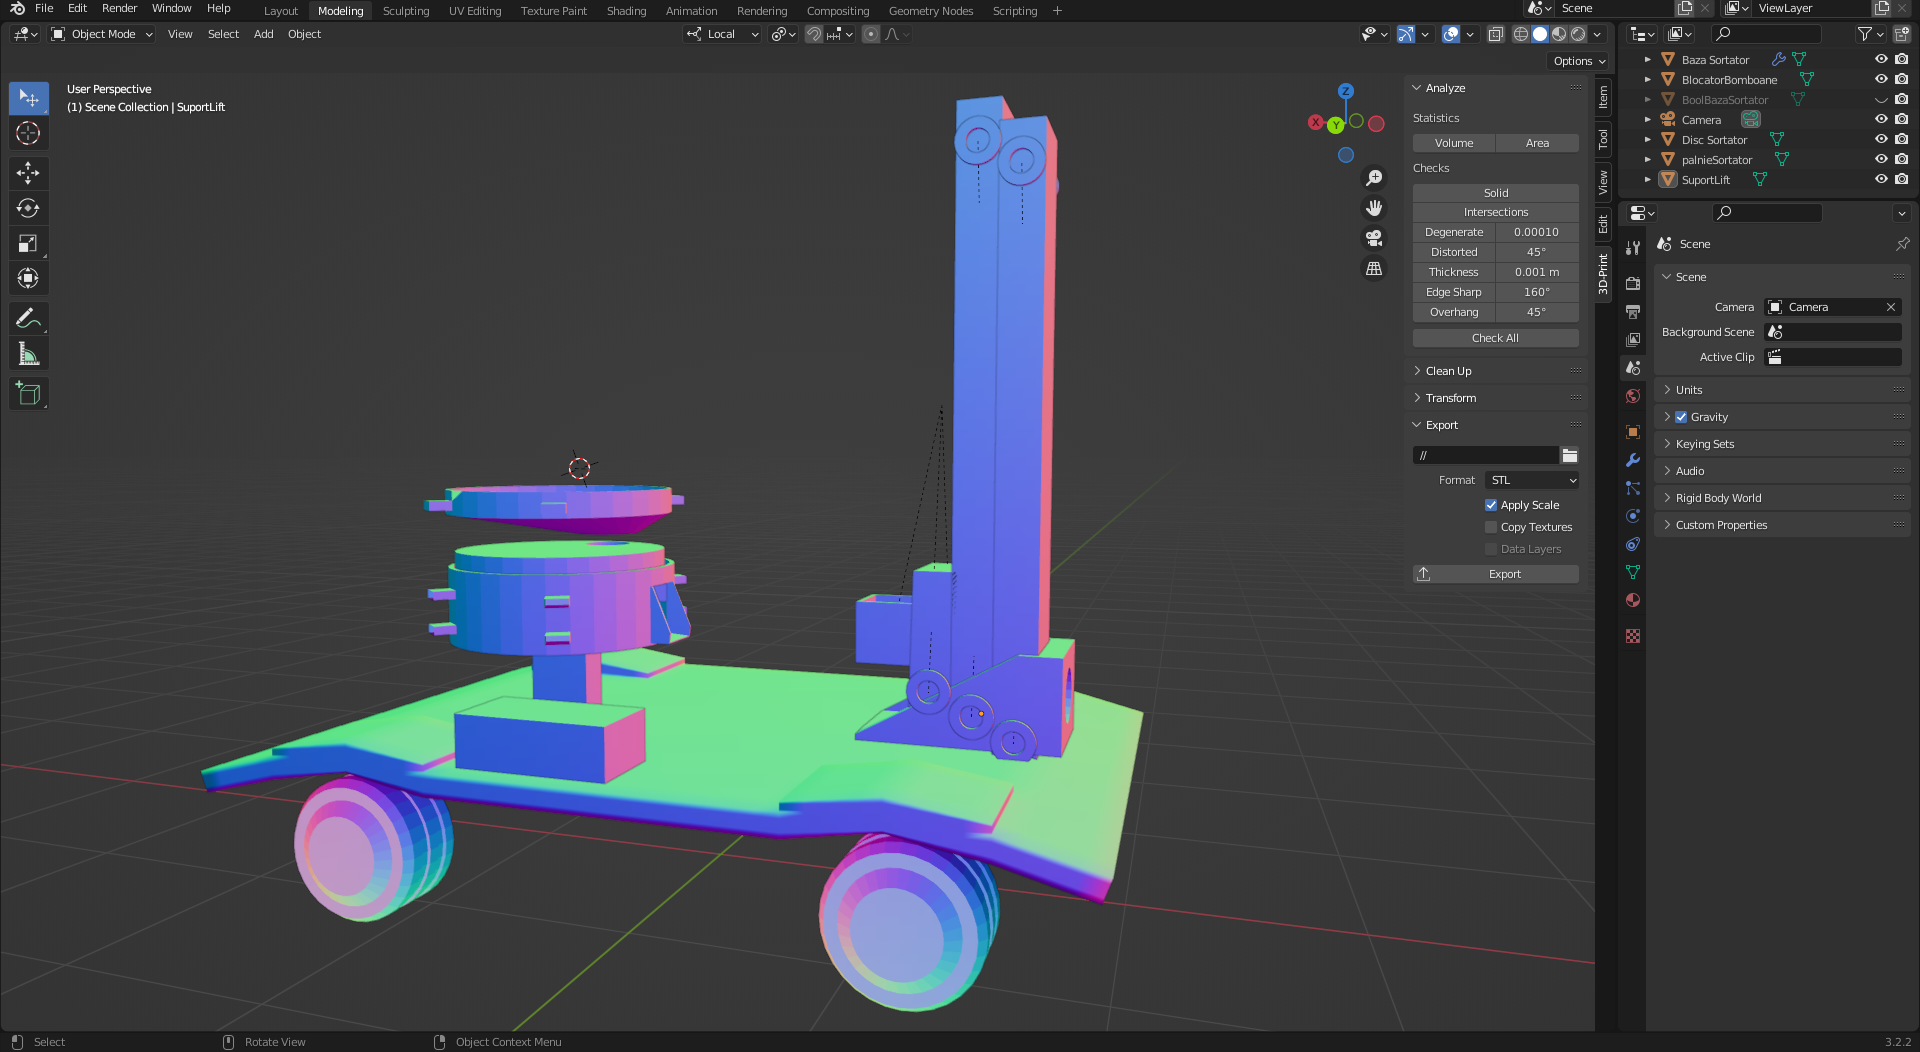 File Edit Render Window Help Layout Modeling Sculpting UV Editing Texture Paint Shading Animation Rendering Compositing Geometry Nodes Scripting + Scene ViewLayer
Object Mode View Select Add Object Local
Options
User Perspective
(1) Scene Collection | SuportLift
Z
X
Y
Analyze
Statistics
Volume Area
Checks
Solid
Intersections
Degenerate 0.00010
Distorted 45°
Thickness 0.001 m
Edge Sharp 160°
Overhang 45°
Check All
Clean Up
Transform
Export
//
Format STL
Apply Scale
Copy Textures
Data Layers
Export
Item
Tool
View
Edit
3D-Print
Baza Sortator
BlocatorBomboane
BoolBazaSortator
Camera
Disc Sortator
palnieSortator
SuportLift
Scene
Scene
Camera Camera
Background Scene
Active Clip
Units
Gravity
Keying Sets
Audio
Rigid Body World
Custom Properties
Select Rotate View Object Context Menu 3.2.2